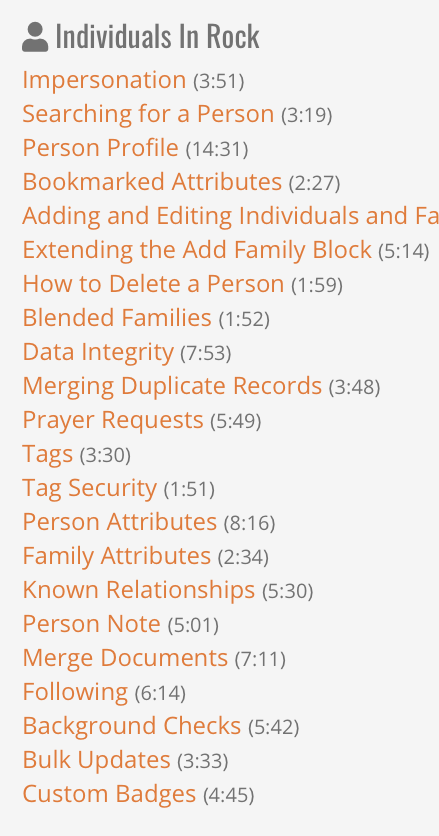 Individuals In Rock
Impersonation (3:51)
Searching for a Person (3:19)
Person Profile (14:31)
Bookmarked Attributes (2:27)
Adding and Editing Individuals and Fa
Extending the Add Family Block (5:14)
How to Delete a Person (1:59)
Blended Families (1:52)
Data Integrity (7:53)
Merging Duplicate Records (3:48)
Prayer Requests (5:49)
Tags (3:30)
Tag Security (1:51)
Person Attributes (8:16)
Family Attributes (2:34)
Known Relationships (5:30)
Person Note (5:01)
Merge Documents (7:11)
Following (6:14)
Background Checks (5:42)
Bulk Updates (3:33)
Custom Badges (4:45)